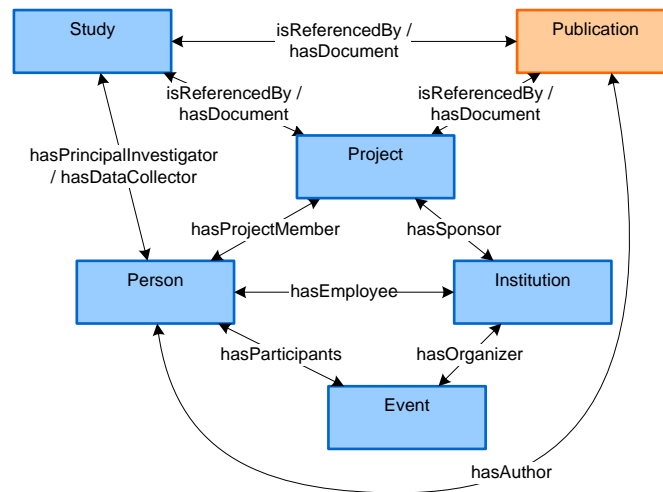 Study
isReferencedBy /
hasDocument
Publication
isReferencedBy /
hasDocument
isReferencedBy /
hasDocument
Project
hasPrincipalInvestigator
/ hasDataCollector
hasProjectMember
hasSponsor
Person
Institution
hasEmployee
hasParticipants
hasOrganizer
Event
hasAuthor